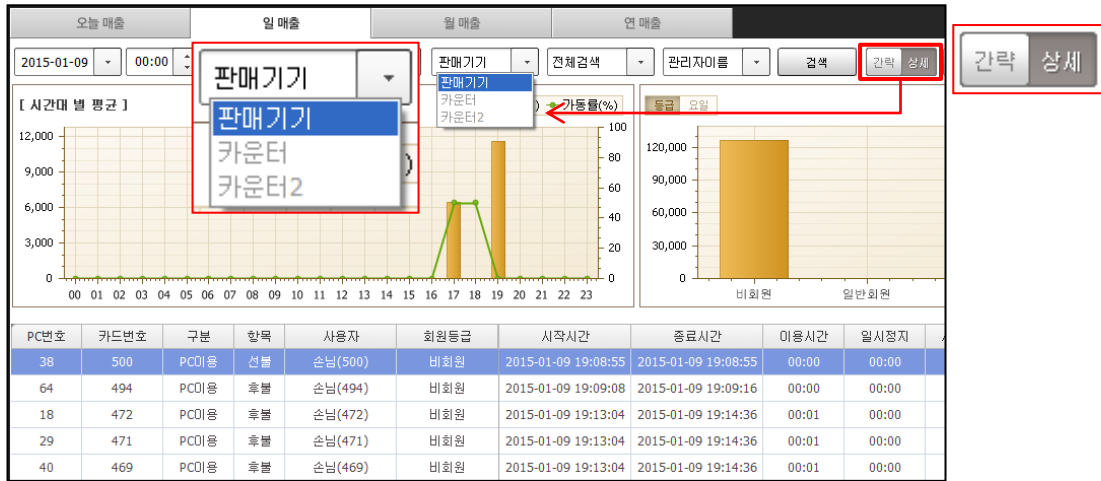 오늘 매출 일 매출 월 매출 연 매출
2015-01-09 00:00 판매기기 전체검색 관리자이름 검색 간략 상세
간략 상세
판매기기
판매기기
카운터
카운터2
판매기기
카운터
카운터2
[ 시간대 별 평균 ] ) 가동률(%) 등급 요일
)
12,000
9,000
6,000
3,000
0
100
80
60
40
20
0
00 01 02 03 04 05 06 07 08 09 10 11 12 13 14 15 16 17 18 19 20 21 22 23
120,000
90,000
60,000
30,000
0
비회원 일반회원
PC번호 카드번호 구분 항목 사용자 회원등급 시작시간 종료시간 이용시간 일시정지
38 500 PC이용 선불 손님(500) 비회원 2015-01-09 19:08:55 2015-01-09 19:08:55 00:00 00:00
64 494 PC이용 후불 손님(494) 비회원 2015-01-09 19:09:08 2015-01-09 19:09:16 00:00 00:00
18 472 PC이용 후불 손님(472) 비회원 2015-01-09 19:13:04 2015-01-09 19:14:36 00:01 00:00
29 471 PC이용 후불 손님(471) 비회원 2015-01-09 19:13:04 2015-01-09 19:14:36 00:01 00:00
40 469 PC이용 후불 손님(469) 비회원 2015-01-09 19:13:04 2015-01-09 19:14:36 00:01 00:00